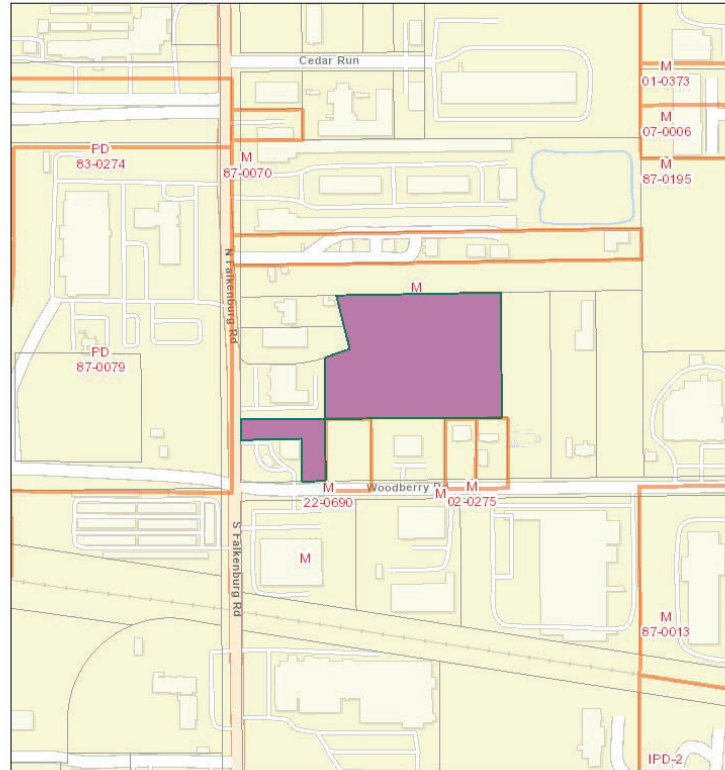 Cedar Run
M
01-0373
M
07-0006
PD
83-0274
M
87-0070
M
87-0195
N Falkenburg Rd
M
PD
87-0079
Woodberry Rd
M
22-0690
M
M
02-0275
S Falkenburg Rd
M
M
87-0013
IPD-2